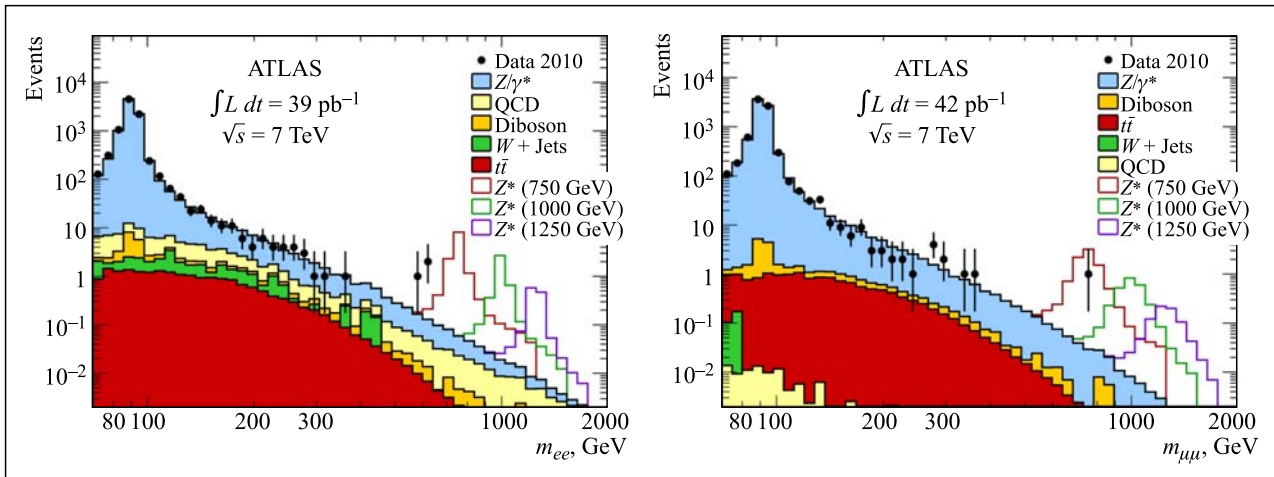 Events
10⁴
10³
10²
10
1
10⁻¹
10⁻²
ATLAS
∫L dt = 39 pb⁻¹
√s = 7 TeV
Data 2010
Z/γ*
QCD
Diboson
W + Jets
tt̄
Z* (750 GeV)
Z* (1000 GeV)
Z* (1250 GeV)
80 100 200 300 1000 2000
mₑₑ, GeV
Events
10⁴
10³
10²
10
1
10⁻¹
10⁻²
ATLAS
∫L dt = 42 pb⁻¹
√s = 7 TeV
Data 2010
Z/γ*
Diboson
tt̄
W + Jets
QCD
Z* (750 GeV)
Z* (1000 GeV)
Z* (1250 GeV)
80 100 200 300 1000 2000
m_μμ, GeV